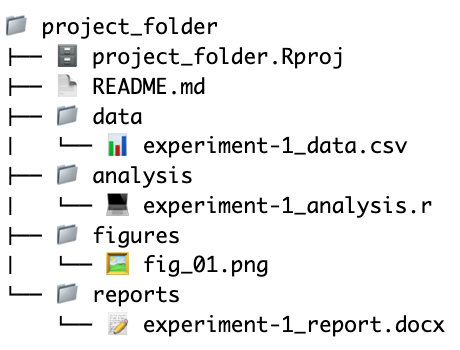 project_folder
project_folder.Rproj
README.md
data
experiment-1_data.csv
analysis
experiment-1_analysis.r
figures
fig_01.png
reports
experiment-1_report.docx